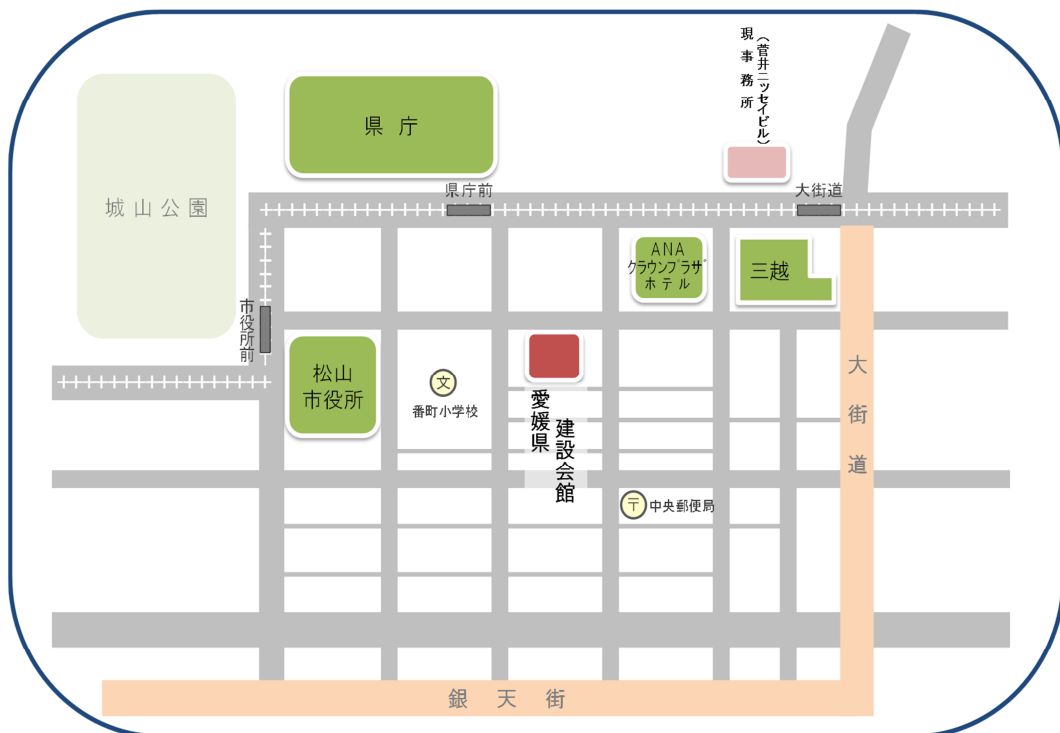 現事務所
（菅井ニッセイビル）
県庁
城山公園
県庁前
大街道
ANA
クラウンプラザ
ホテル
三越
市役所前
松山
市役所
文
番町小学校
愛媛県
建設会館
大街道
〒
中央郵便局
銀天街